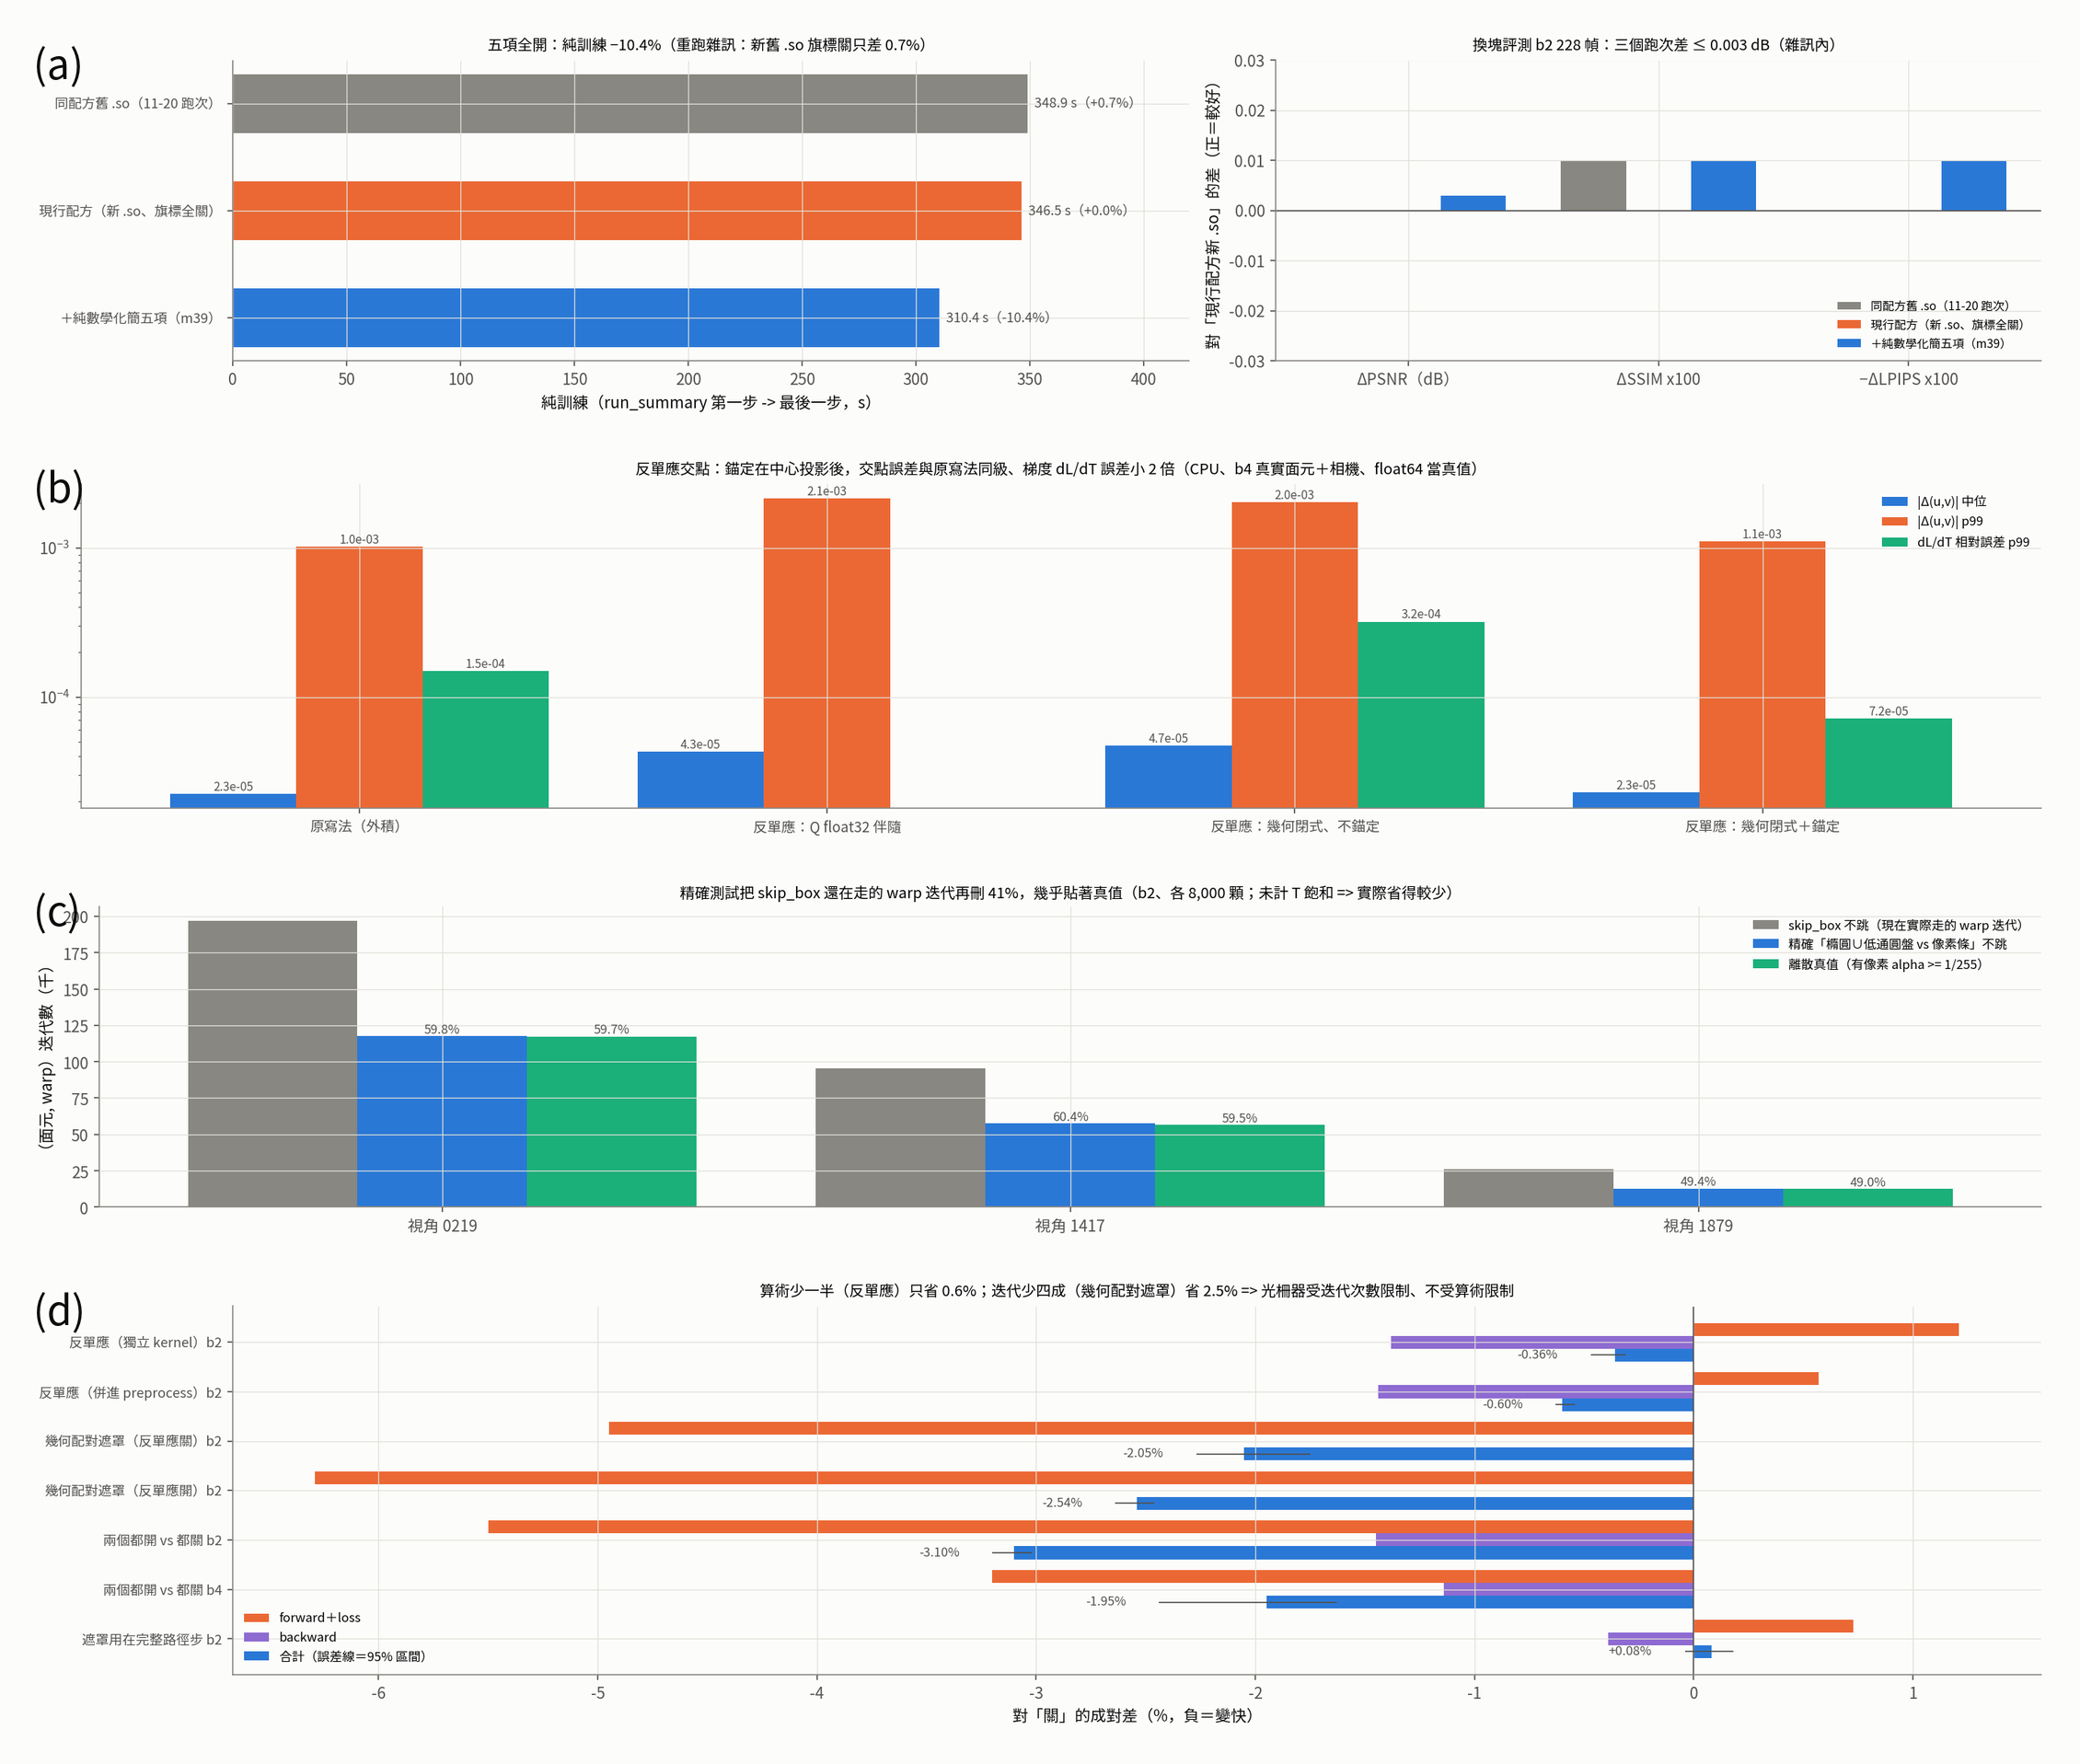 (a)
五項全開：純訓練 −10.4%（重跑雜訊：新舊 .so 旗標關只差 0.7%）
同配方舊 .so（11-20 跑次）
348.9 s（+0.7%）
現行配方（新 .so、旗標全關）
346.5 s（+0.0%）
＋純數學化簡五項（m39）
310.4 s（-10.4%）
0 50 100 150 200 250 300 350 400
純訓練（run_summary 第一步 -> 最後一步，s）
換塊評測 b2 228 幀：三個跑次差 ≤ 0.003 dB（雜訊內）
對「現行配方新 .so」的差（正＝較好）
0.03
0.02
0.01
0.00
-0.01
-0.02
-0.03
同配方舊 .so（11-20 跑次）
現行配方（新 .so、旗標全關）
＋純數學化簡五項（m39）
ΔPSNR（dB） ΔSSIM x100 −ΔLPIPS x100
(b)
反單應交點：錨定在中心投影後，交點誤差與原寫法同級、梯度 dL/dT 誤差小 2 倍（CPU、b4 真實面元＋相機、float64 當真值）
10⁻³
10⁻⁴
|Δ(u,v)| 中位
|Δ(u,v)| p99
dL/dT 相對誤差 p99
2.3e-05 1.0e-03 1.5e-04
4.3e-05 2.1e-03
4.7e-05 2.0e-03 3.2e-04
2.3e-05 1.1e-03 7.2e-05
原寫法（外積） 反單應：Q float32 伴隨 反單應：幾何閉式、不錨定 反單應：幾何閉式＋錨定
(c)
精確測試把 skip_box 還在走的 warp 迭代再刪 41%，幾乎貼著真值（b2、各 8,000 顆；未計 T 飽和 => 實際省得較少）
（面元, warp）迭代數（千）
200
175
150
125
100
75
50
25
0
skip_box 不跳（現在實際走的 warp 迭代）
精確「橢圓∪低通圓盤 vs 像素條」不跳
離散真值（有像素 alpha >= 1/255）
59.8% 59.7%
60.4% 59.5%
49.4% 49.0%
視角 0219 視角 1417 視角 1879
(d)
算術少一半（反單應）只省 0.6%；迭代少四成（幾何配對遮罩）省 2.5% => 光柵器受迭代次數限制、不受算術限制
反單應（獨立 kernel）b2
-0.36%
反單應（併進 preprocess）b2
-0.60%
幾何配對遮罩（反單應關）b2
-2.05%
幾何配對遮罩（反單應開）b2
-2.54%
兩個都開 vs 都關 b2
-3.10%
兩個都開 vs 都關 b4
-1.95%
遮罩用在完整路徑步 b2
+0.08%
forward＋loss
backward
合計（誤差線＝95% 區間）
-6 -5 -4 -3 -2 -1 0 1
對「關」的成對差（%，負＝變快）